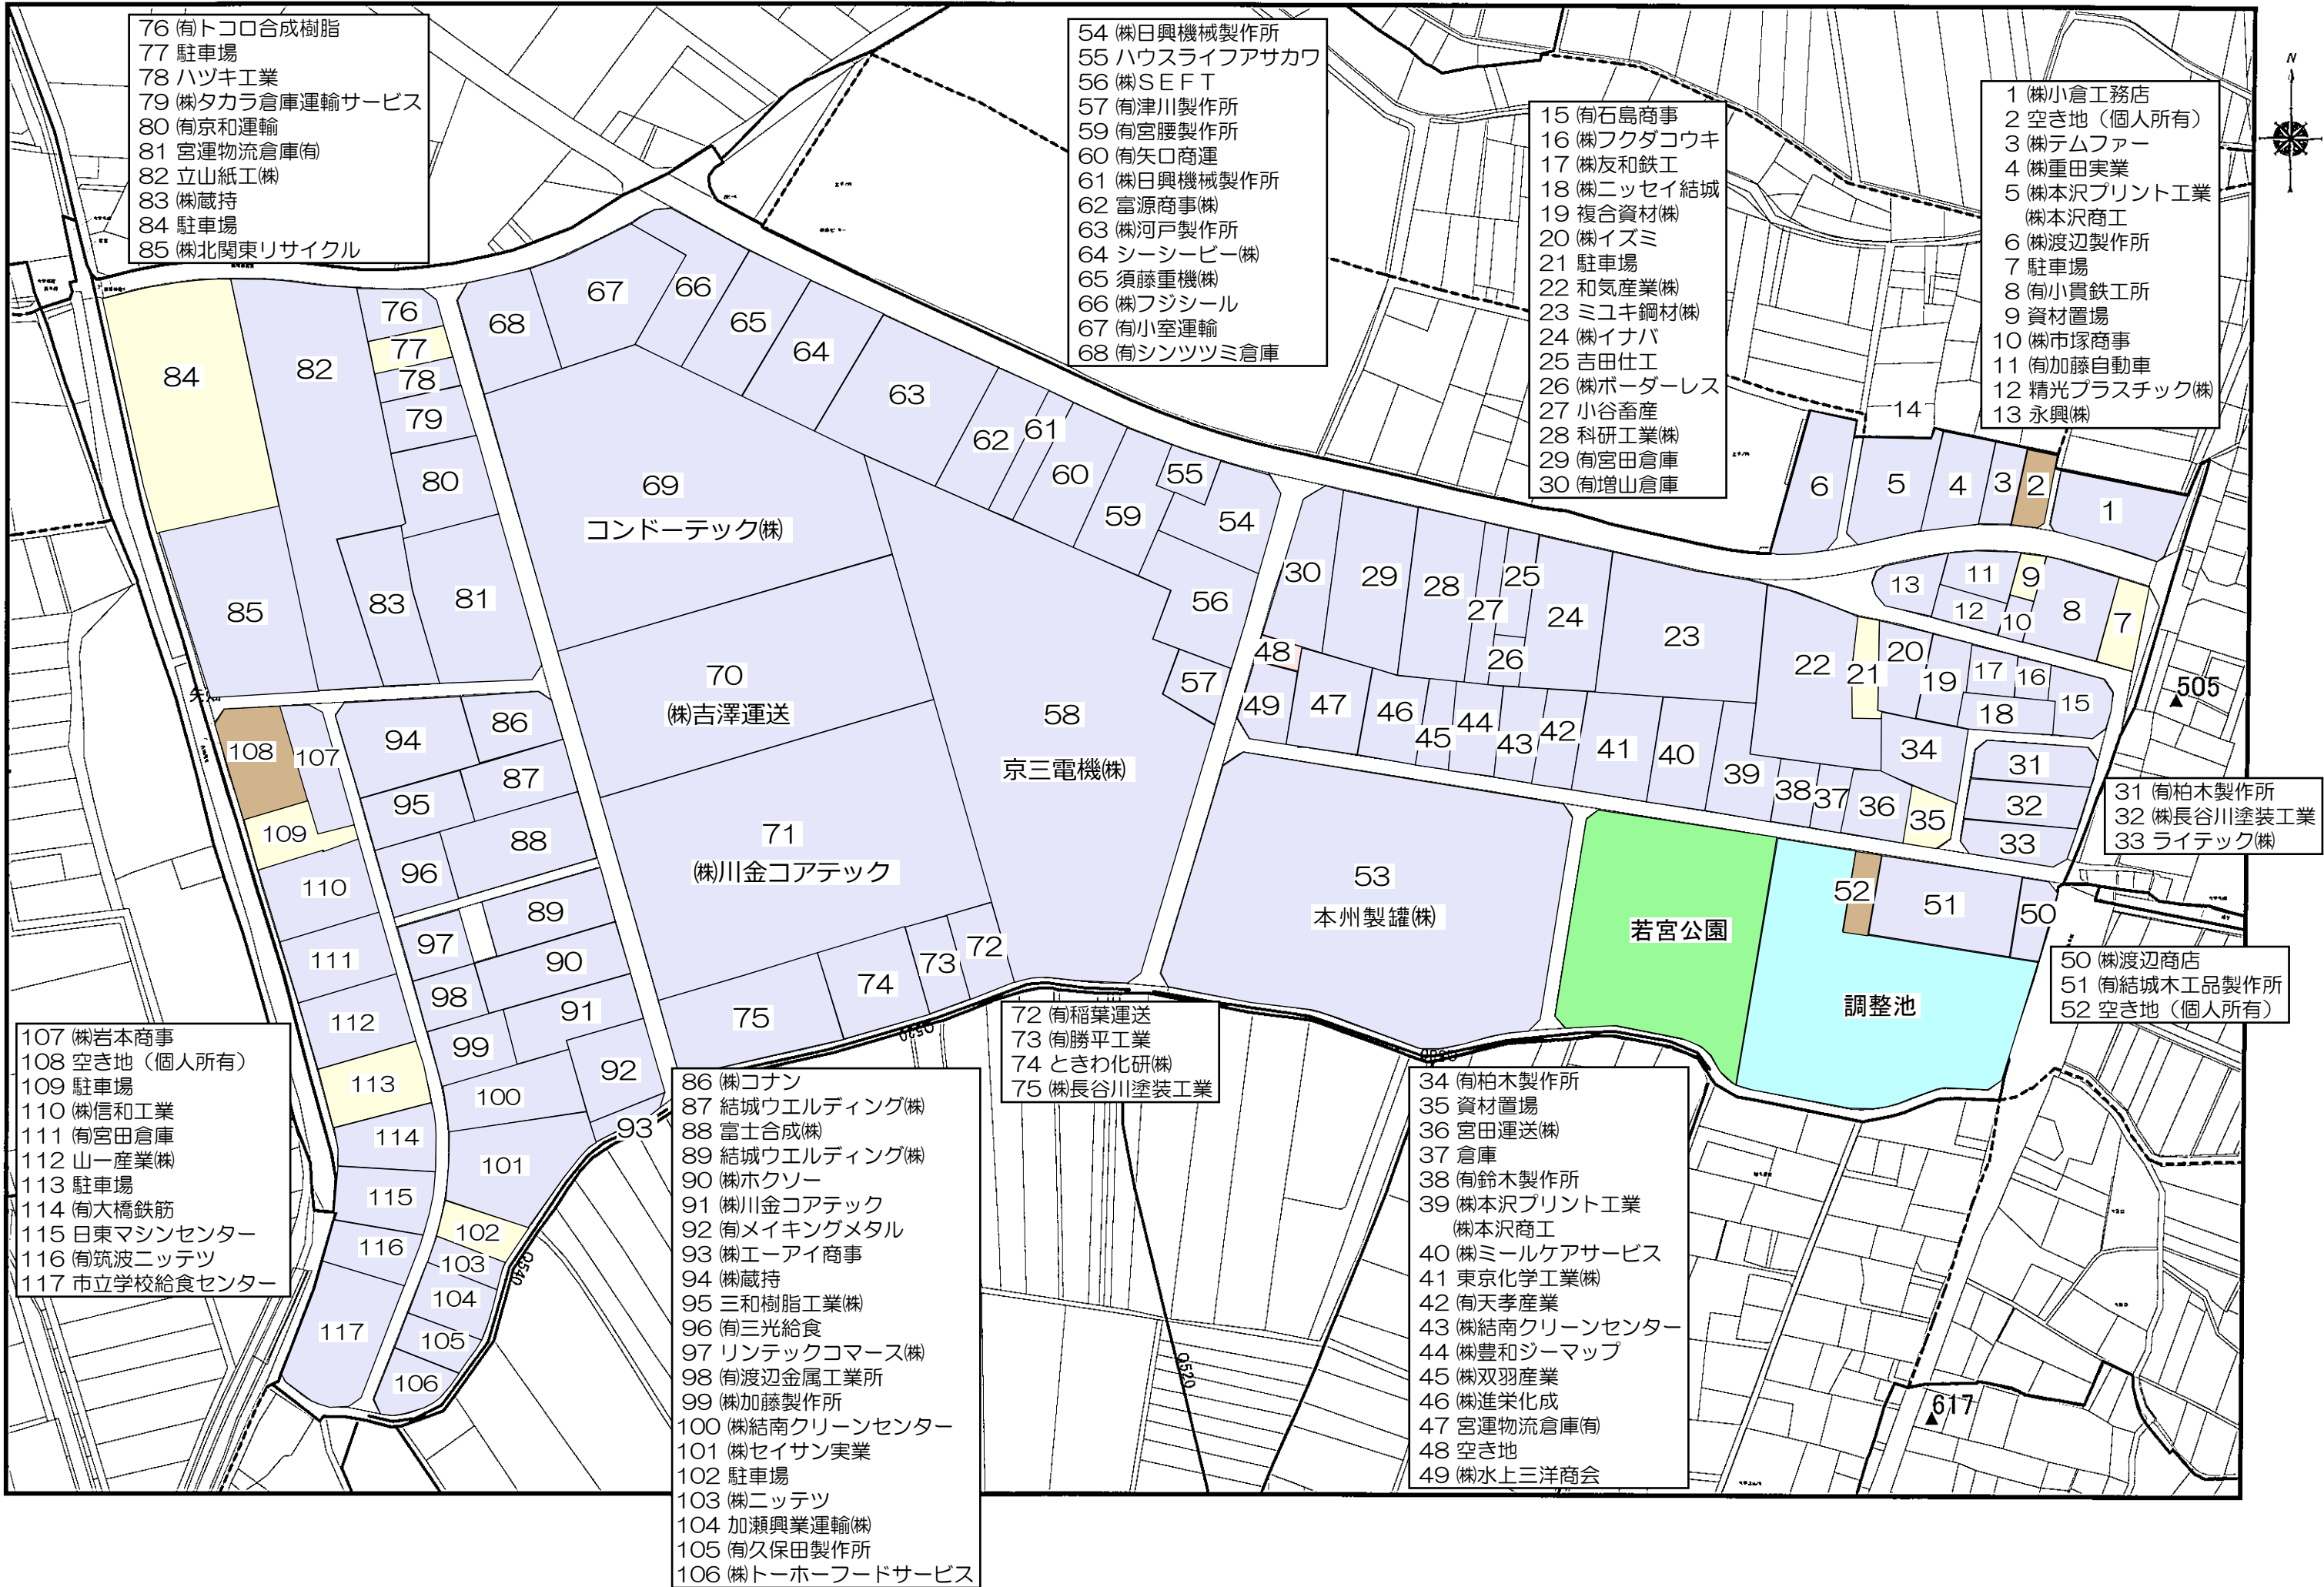 76 ㈲トコロ合成樹脂
77 駐車場
78 ハヅキ工業
79 ㈱タカラ倉庫運輸サービス
80 ㈲京和運輸
81 宮運物流倉庫㈲
82 立山紙工㈱
83 ㈱蔵持
84 駐車場
85 ㈱北関東リサイクル
54 ㈱日興機械製作所
55 ハウスライフアサカワ
56 ㈱ＳＥＦＴ
57 ㈲津川製作所
59 ㈲宮腰製作所
60 ㈲矢口商運
61 ㈱日興機械製作所
62 富源商事㈱
63 ㈱河戸製作所
64 シーシービー㈱
65 須藤重機㈱
66 ㈱フジシール
67 ㈲小室運輸
68 ㈲シンツツミ倉庫
15 ㈲石島商事
16 ㈱フクダコウキ
17 ㈱友和鉄工
18 ㈱ニッセイ結城
19 複合資材㈱
20 ㈱イズミ
21 駐車場
22 和気産業㈱
23 ミユキ鋼材㈱
24 ㈱イナバ
25 吉田仕工
26 ㈱ボーダーレス
27 小谷畜産
28 科研工業㈱
29 ㈲宮田倉庫
30 ㈲増山倉庫
1 ㈱小倉工務店
2 空き地（個人所有）
3 ㈱テムファー
4 ㈱重田実業
5 ㈱本沢プリント工業
㈱本沢商工
6 ㈱渡辺製作所
7 駐車場
8 ㈲小貫鉄工所
9 資材置場
10 ㈱市塚商事
11 ㈲加藤自動車
12 精光プラスチック㈱
13 永興㈱
N
84
82
76
77
78
79
80
81
83
85
68
67
66
65
64
63
62
61
60
59
55
54
56
57
69
コンドーテック㈱
70
㈱吉澤運送
71
㈱川金コアテック
58
京三電機㈱
72
73
74
75
30
29
28
27
25
26
24
23
22
21
20
19
17
16
18
15
14
6
5
4
3
2
1
13
11
12
9
10
8
7
48
49
47
46
45
44
43
42
41
40
39
38
37
36
35
34
31
32
33
505
53
本州製罐㈱
若宮公園
調整池
52
51
50
31 ㈲柏木製作所
32 ㈱長谷川塗装工業
33 ライテック㈱
50 ㈱渡辺商店
51 ㈲結城木工品製作所
52 空き地（個人所有）
108
107
109
94
86
95
87
96
88
110
111
112
113
114
115
116
117
97
89
98
90
99
91
100
92
93
101
102
103
104
105
106
107 ㈱岩本商事
108 空き地（個人所有）
109 駐車場
110 ㈱信和工業
111 ㈲宮田倉庫
112 山一産業㈱
113 駐車場
114 ㈲大橋鉄筋
115 日東マシンセンター
116 ㈲筑波ニッテツ
117 市立学校給食センター
72 ㈲稲葉運送
73 ㈲勝平工業
74 ときわ化研㈱
75 ㈱長谷川塗装工業
86 ㈱コナン
87 結城ウエルディング㈱
88 富士合成㈱
89 結城ウエルディング㈱
90 ㈱ホクソー
91 ㈱川金コアテック
92 ㈲メイキングメタル
93 ㈱エーアイ商事
94 ㈱蔵持
95 三和樹脂工業㈱
96 ㈲三光給食
97 リンテックコマース㈱
98 ㈲渡辺金属工業所
99 ㈱加藤製作所
100 ㈱結南クリーンセンター
101 ㈱セイサン実業
102 駐車場
103 ㈱ニッテツ
104 加瀬興業運輸㈱
105 ㈲久保田製作所
106 ㈱トーホーフードサービス
34 ㈲柏木製作所
35 資材置場
36 宮田運送㈱
37 倉庫
38 ㈲鈴木製作所
39 ㈱本沢プリント工業
㈱本沢商工
40 ㈱ミールケアサービス
41 東京化学工業㈱
42 ㈲天孝産業
43 ㈱結南クリーンセンター
44 ㈱豊和ジーマップ
45 ㈱双羽産業
46 ㈱進栄化成
47 宮運物流倉庫㈲
48 空き地
49 ㈱水上三洋商会
0520
0540
0520
617